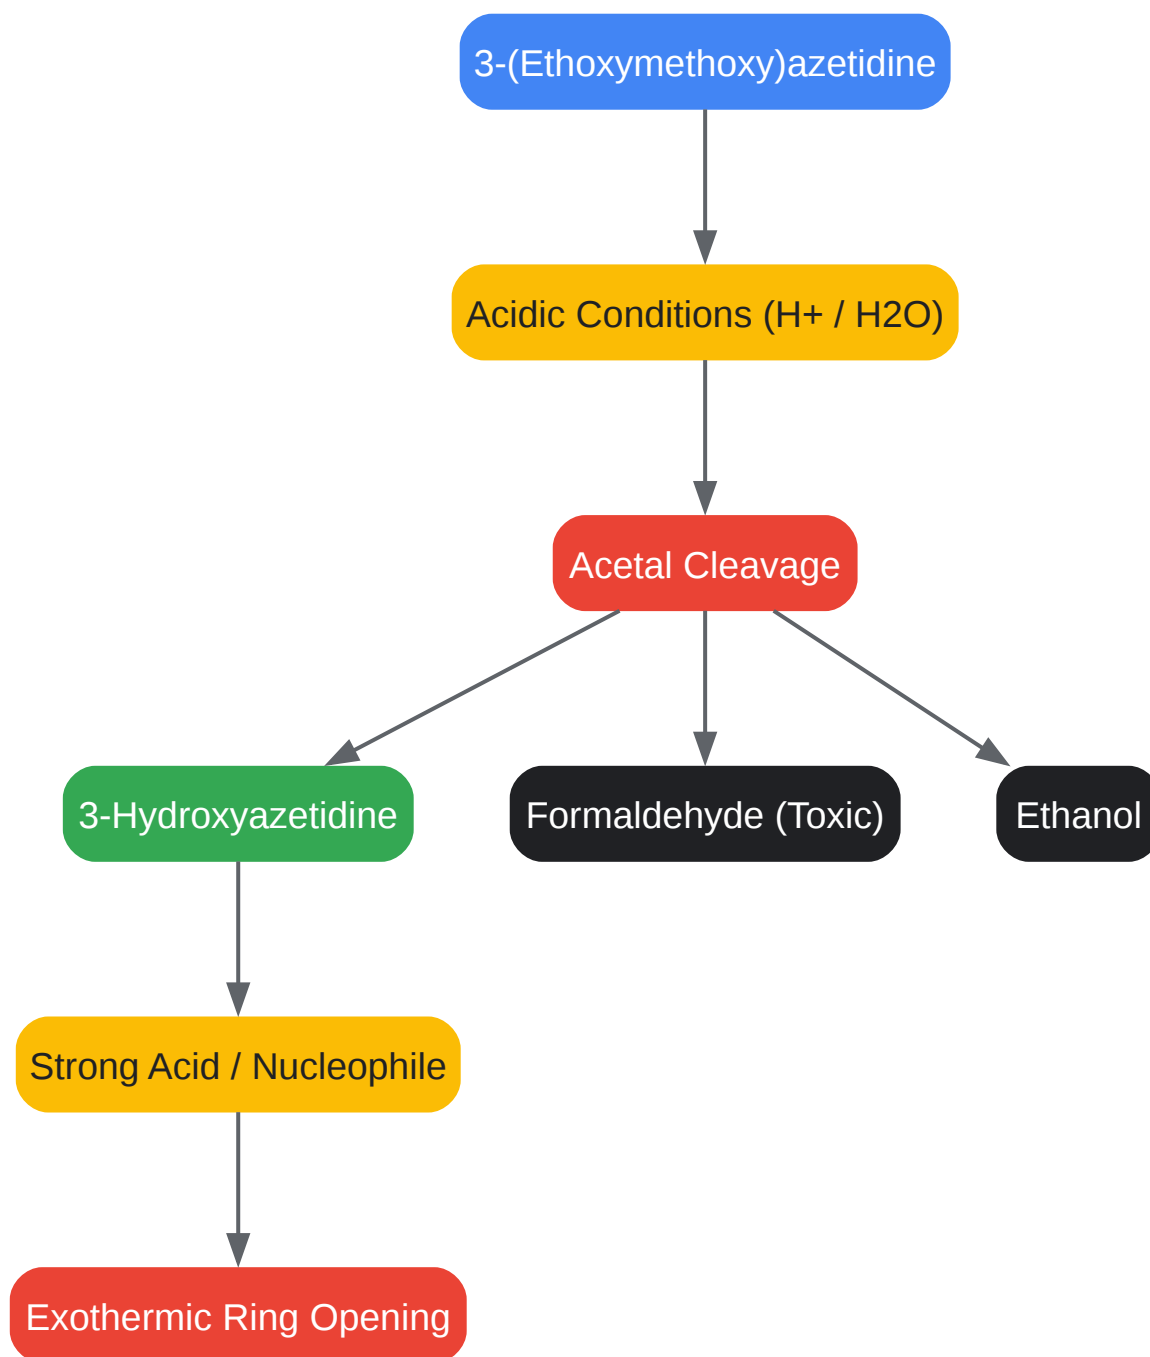 3-(Ethoxymethoxy)azetidine
Acidic Conditions (H+ / H2O)
Acetal Cleavage
3-Hydroxyazetidine
Formaldehyde (Toxic)
Ethanol
Strong Acid / Nucleophile
Exothermic Ring Opening